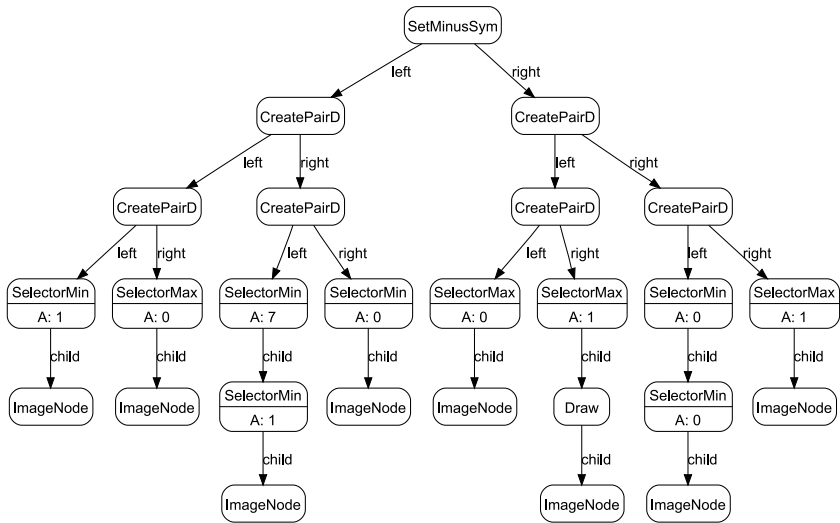 SetMinusSym
left
right
CreatePairD
CreatePairD
left
right
left
right
CreatePairD
CreatePairD
CreatePairD
CreatePairD
left
right
left
right
left
right
left
right
SelectorMin
A: 1
SelectorMax
A: 0
SelectorMin
A: 7
SelectorMin
A: 0
SelectorMax
A: 0
SelectorMax
A: 1
SelectorMin
A: 0
SelectorMax
A: 1
child
child
child
child
child
child
child
child
ImageNode
ImageNode
SelectorMin
A: 1
ImageNode
ImageNode
Draw
SelectorMin
A: 0
ImageNode
child
child
child
ImageNode
ImageNode
ImageNode